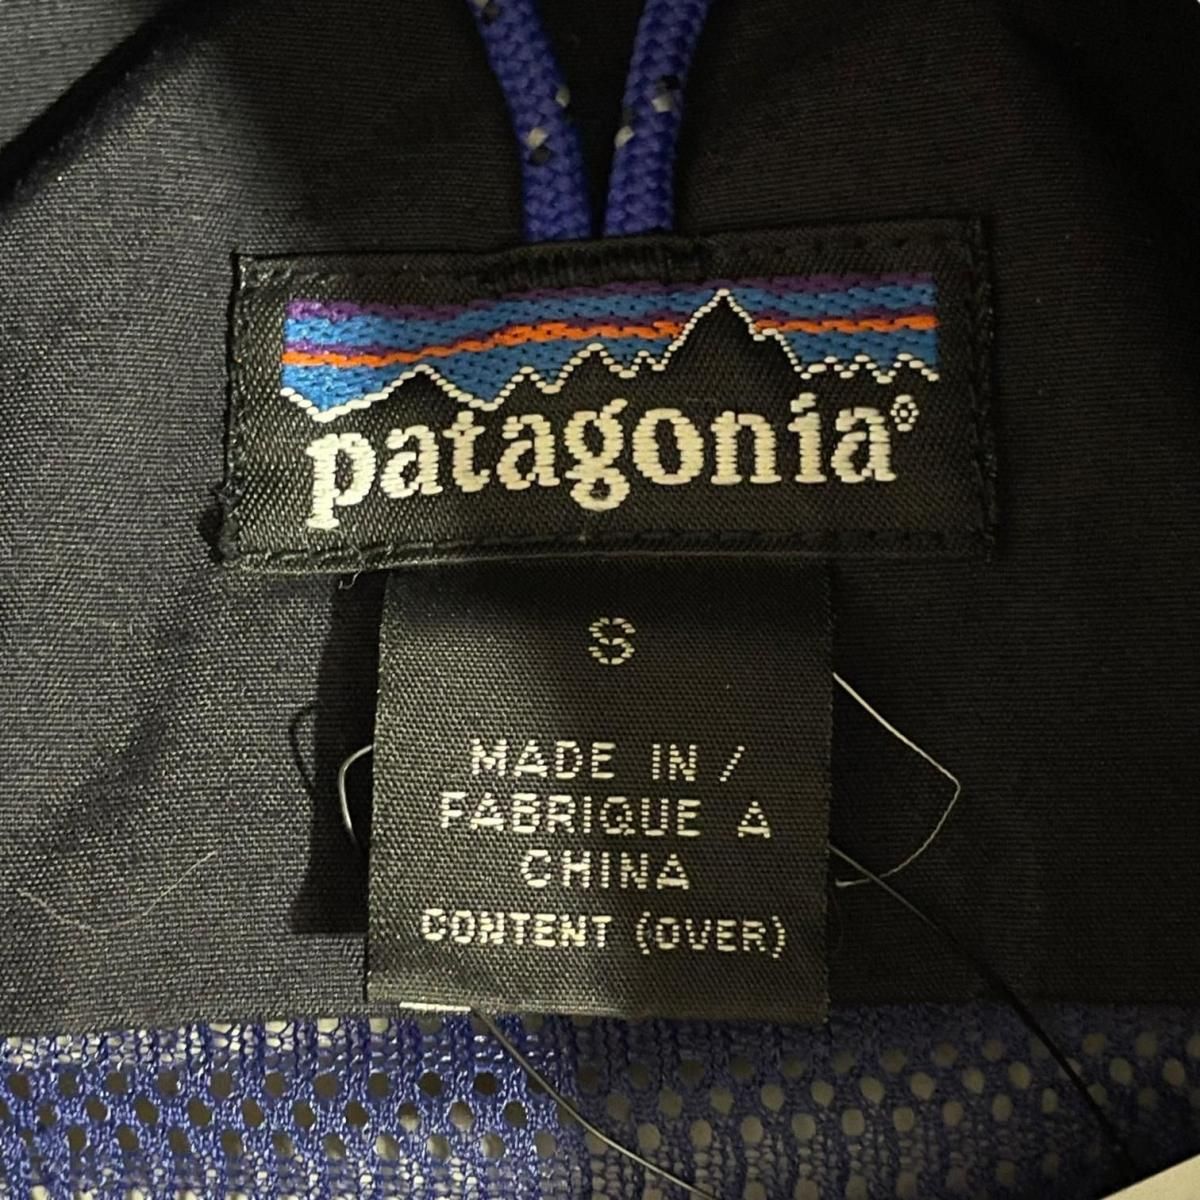 patagonia®
S
MADE IN /
FABRIQUE A
CHINA
CONTENT (OVER)